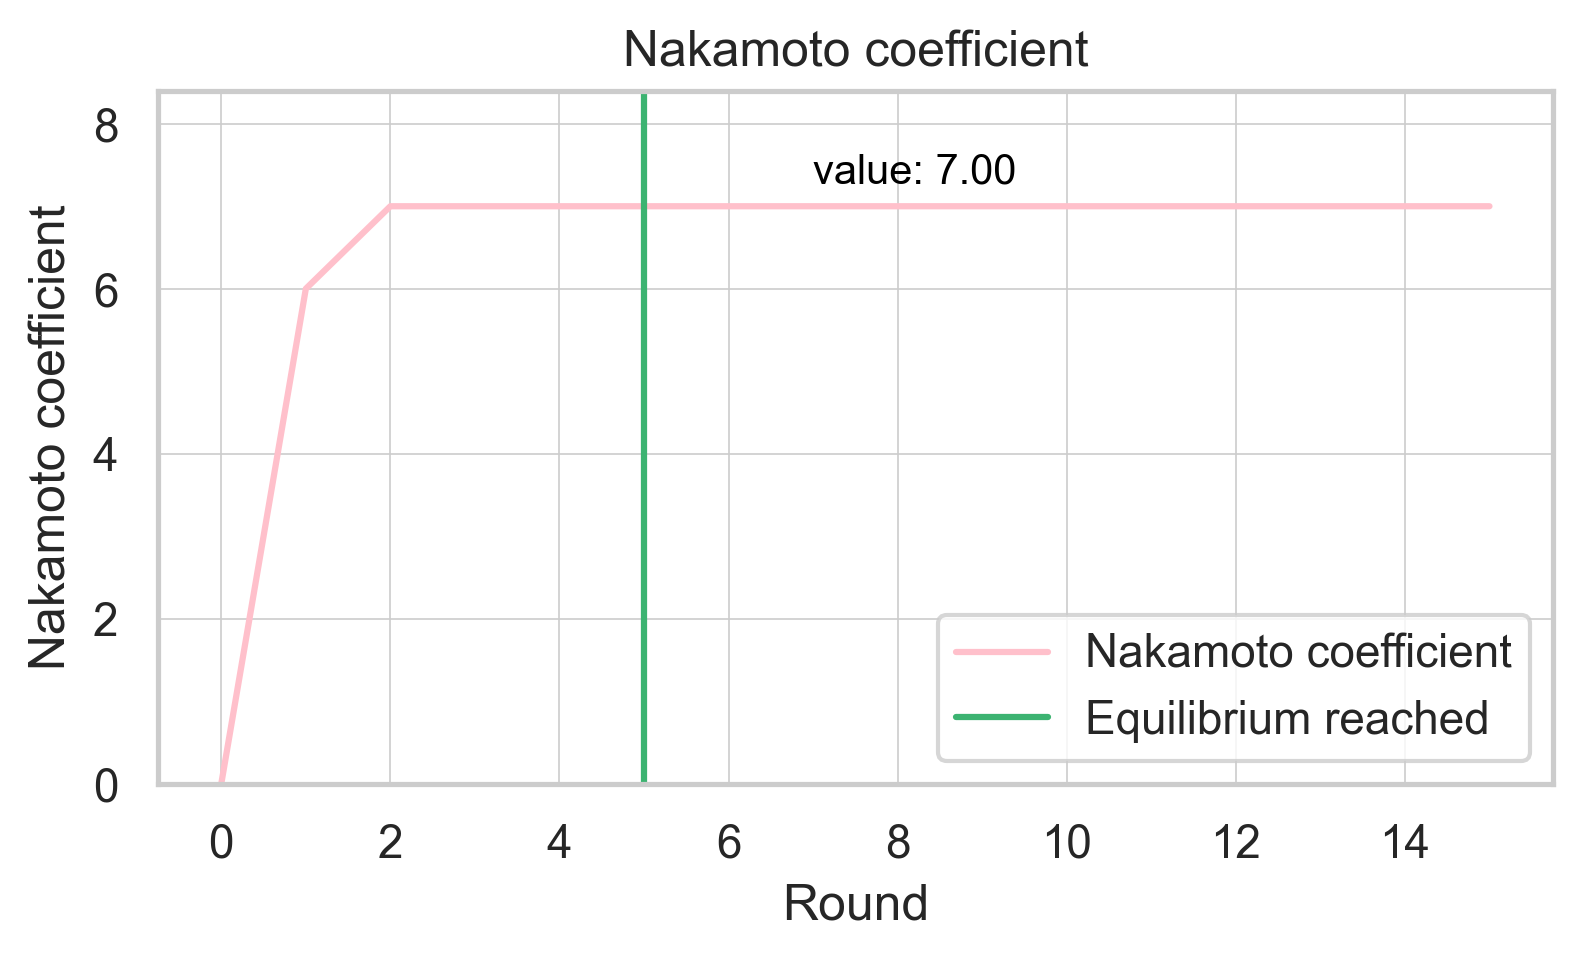 Nakamoto coefficient
Nakamoto coefficient
8
6
4
2
0
value: 7.00
Nakamoto coefficient
Equilibrium reached
0 2 4 6 8 10 12 14
Round